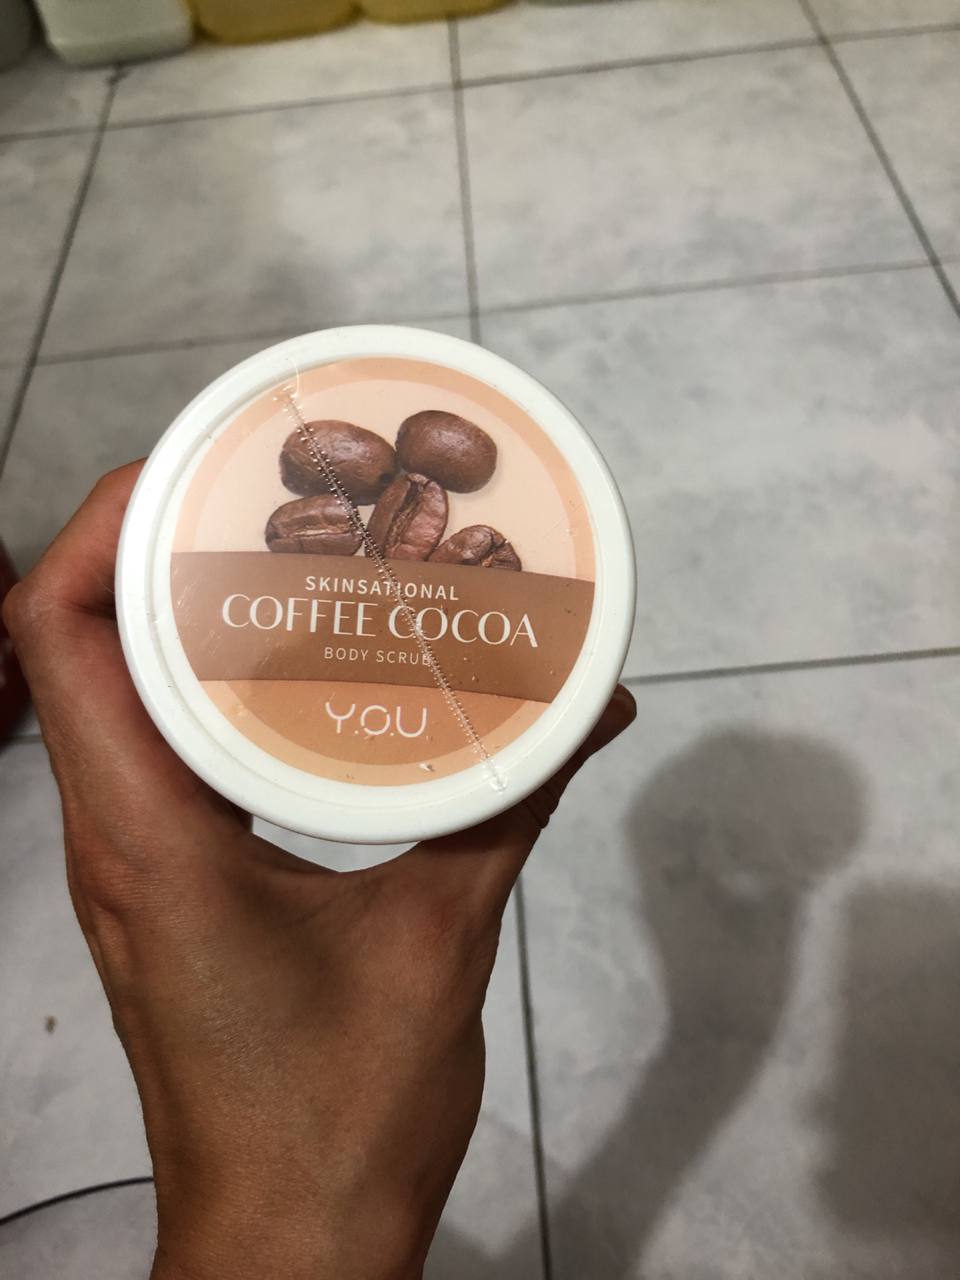 SKINSATIONAL
COFFEE COCOA
BODY SCRUB
Y.O.U